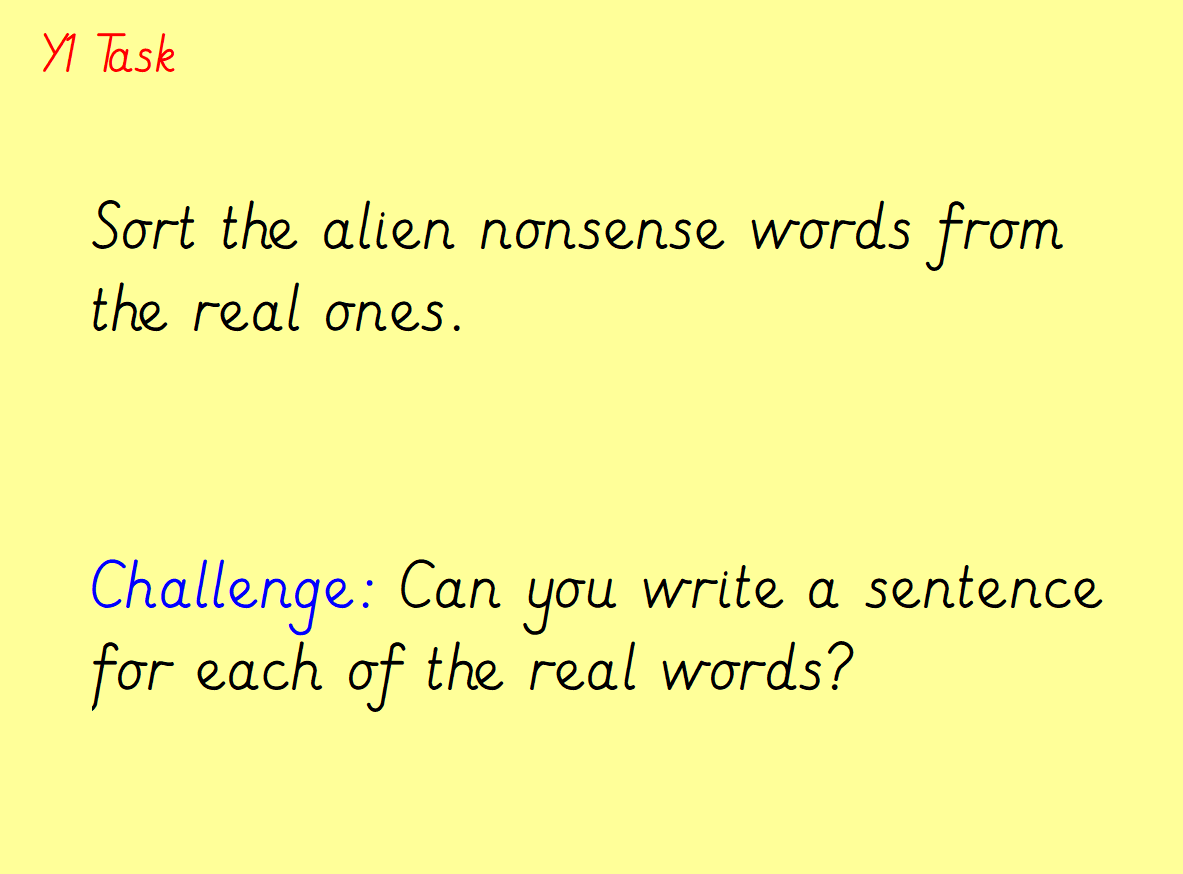 Y1 Task
Sort the alien nonsense words from
the real ones.
Challenge: Can you write a sentence
for each of the real words?